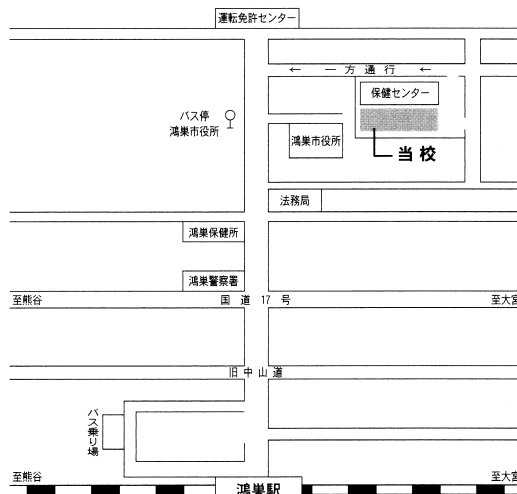 運転免許センター
← 一方通行 ←
保健センター
バス停
鴻巣市役所
鴻巣市役所
当校
法務局
鴻巣保健所
鴻巣警察署
至熊谷
国道17号
至大宮
旧中山道
バス乗り場
至熊谷
鴻巣駅
至大宮